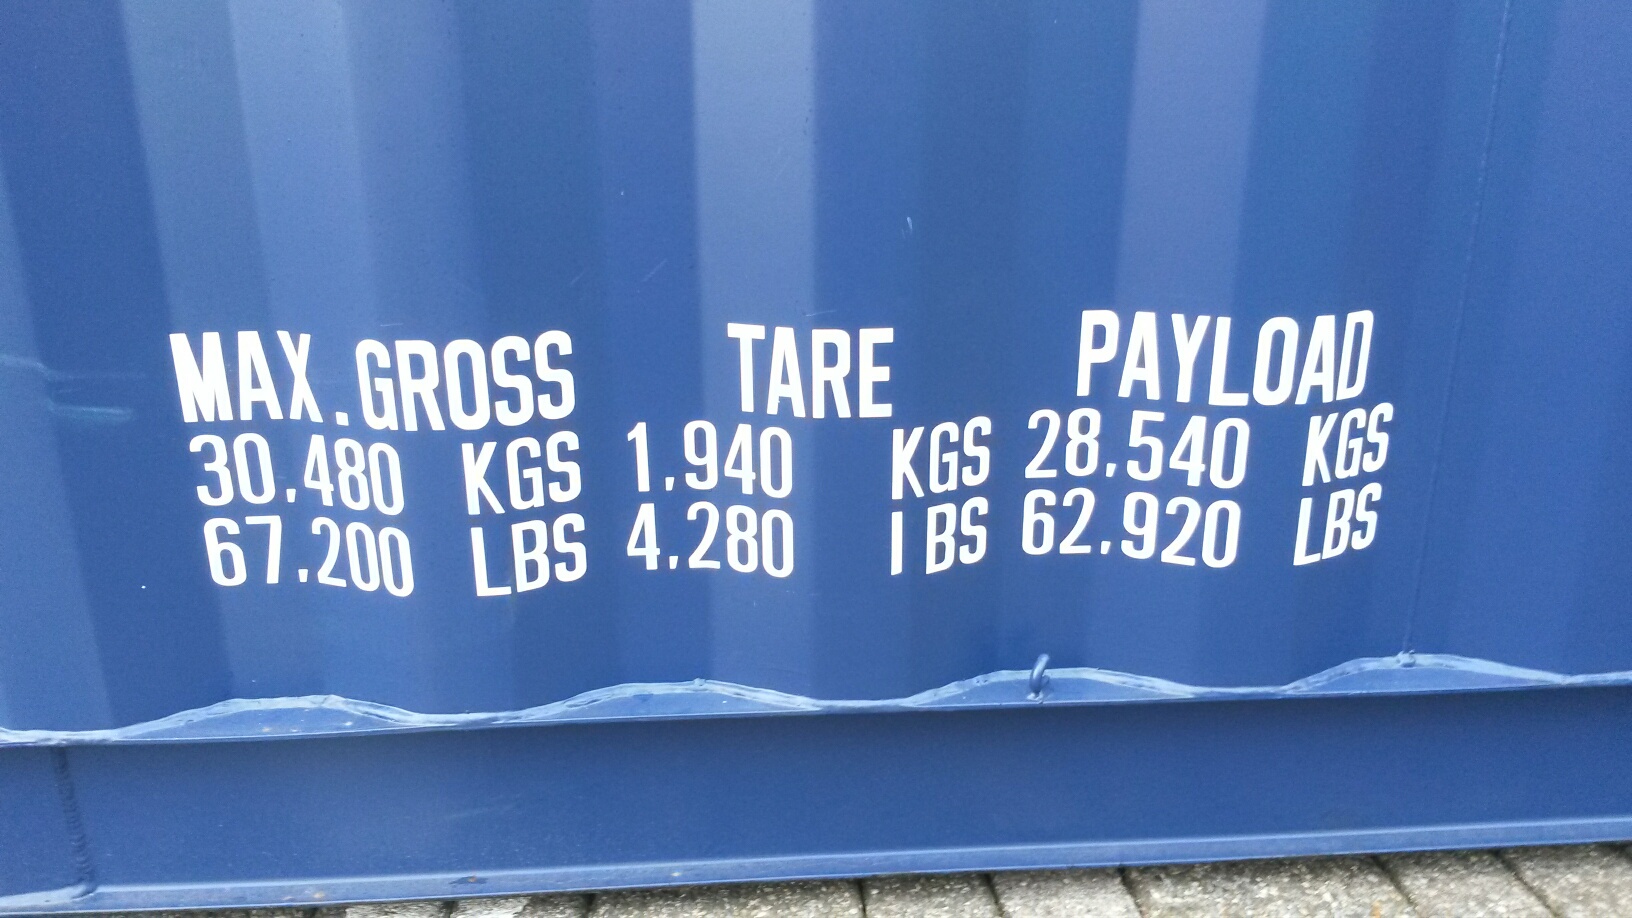 MAX.GROSS TARE PAYLOAD
30.480 KGS 1.940 KGS 28.540 KGS
67.200 LBS 4.280 IBS 62.920 LBS